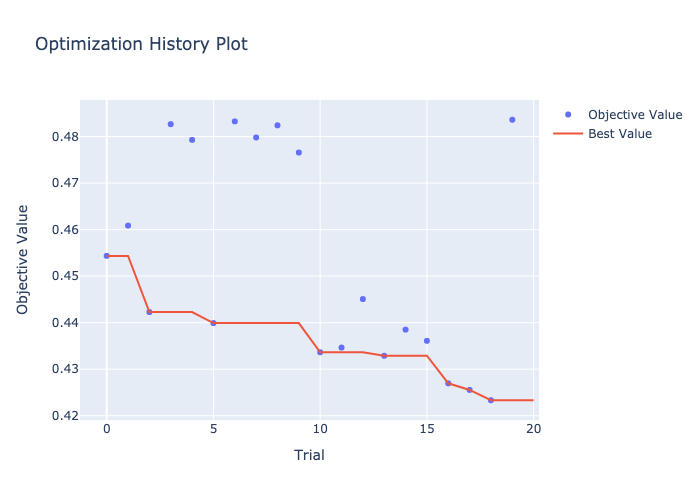 Optimization History Plot
Objective Value
Best Value
0.48
0.47
0.46
0.45
0.44
0.43
0.42
Objective Value
0
5
10
15
20
Trial